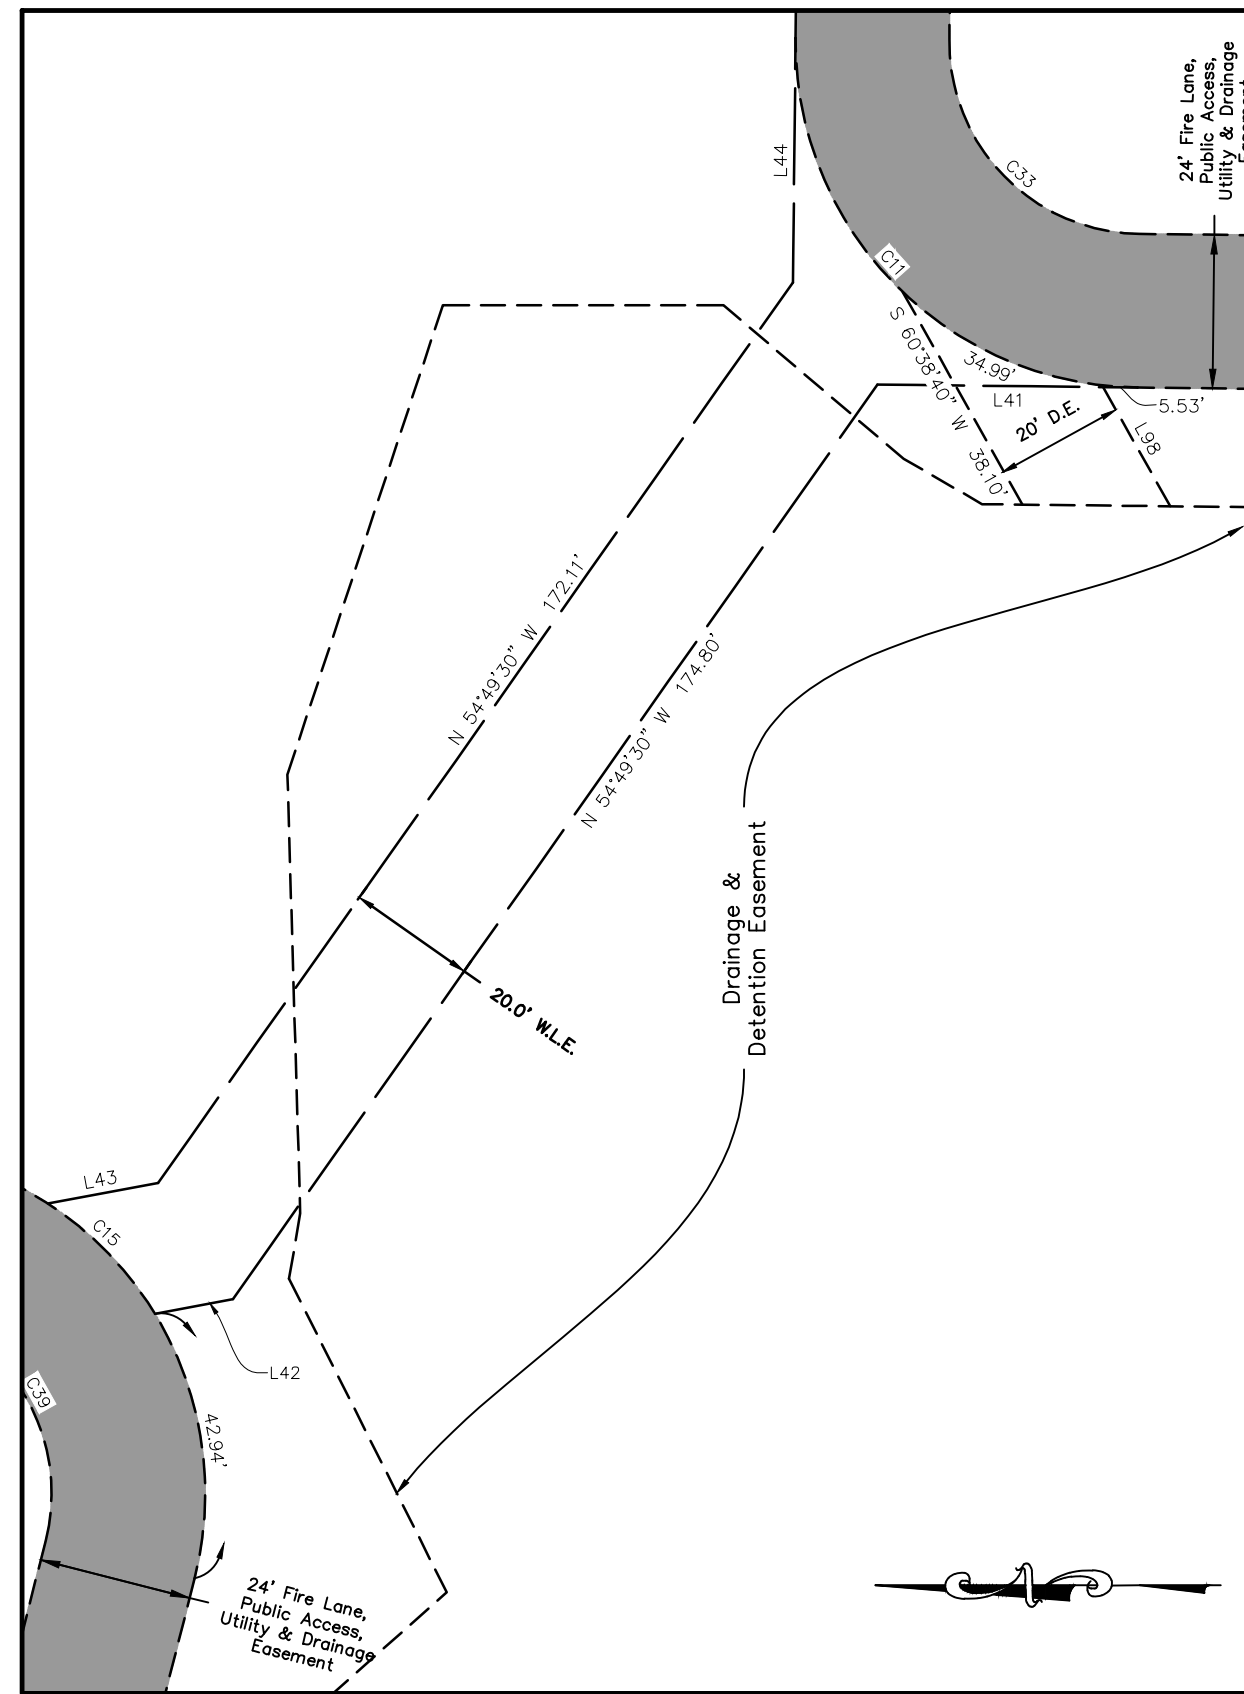 24' Fire Lane,
Public Access,
Utility & Drainage
L44
C33
C11
S 60°38'40" W 38.10'
34.99'
L41
5.53'
20' D.E.
L98
N 54°49'30" W 172.11'
N 54°49'30" W 174.80'
Drainage &
Detention Easement
20.0' W.L.E.
L43
C15
L42
C39
42.94'
24' Fire Lane,
Public Access,
Utility & Drainage
Easement
N